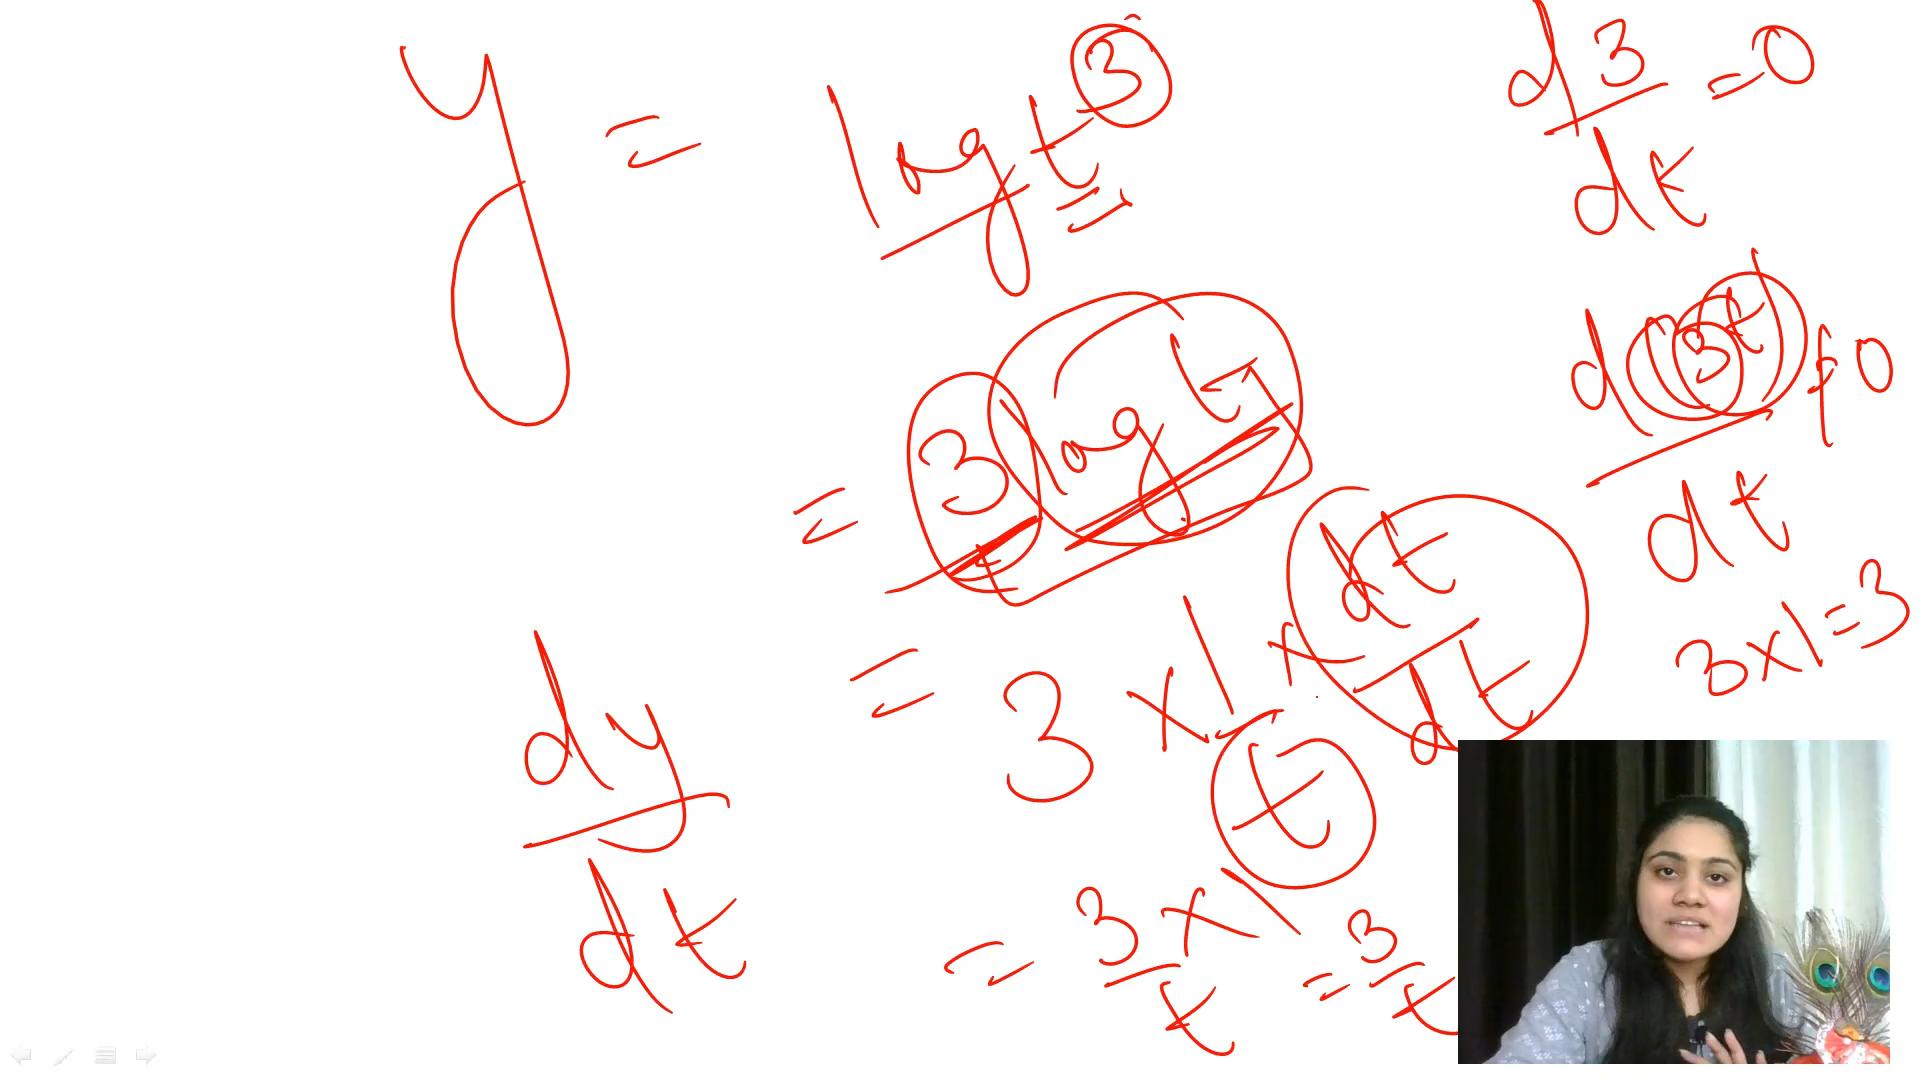 y = log t^3
= 3 log t
dy/dt = 3 × 1/t × dt/dt
= 3/t × 1 = 3/t
d3/dt = 0
d(3t)/dt ≠ 0
3 × 1 = 3